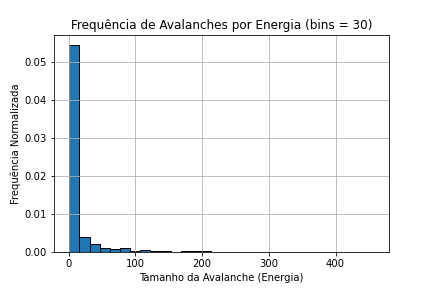 Frequência de Avalanches por Energia (bins = 30)
Frequência Normalizada
0.05
0.04
0.03
0.02
0.01
0.00
0 100 200 300 400
Tamanho da Avalanche (Energia)